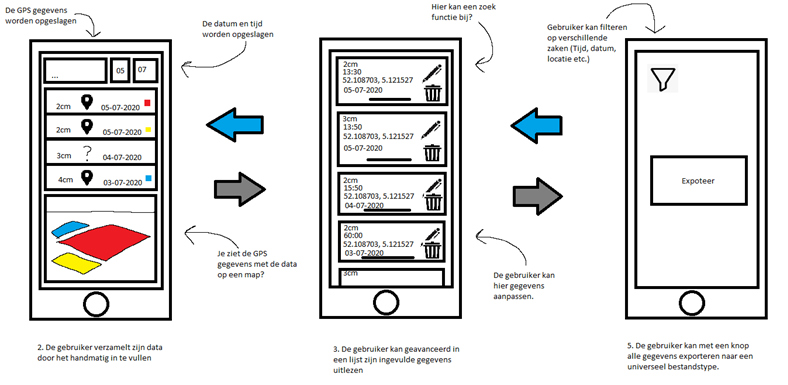 De GPS gegevens
worden opgeslagen
De datum en tijd
worden opgeslagen
...
05
07
2cm
05-07-2020
2cm
05-07-2020
3cm
?
04-07-2020
4cm
03-07-2020
Je ziet de GPS
gegevens met de data
op een map?
2. De gebruiker verzamelt zijn data
door het handmatig in te vullen
Hier kan een zoek
functie bij?
2cm
13:30
52.108703, 5.121527
05-07-2020
3cm
13:50
52.108703, 5.121527
05-07-2020
2cm
15:50
52.108703, 5.121527
04-07-2020
2cm
60:00
52.108703, 5.121527
03-07-2020
3cm
De gebruiker kan
hier gegevens
aanpassen.
3. De gebruiker kan geavanceerd in
een lijst zijn ingevulde gegevens
uitlezen
Gebruiker kan filteren
op verschillende
zaken (Tijd, datum,
locatie etc.)
Expoteer
5. De gebruiker kan met een knop
alle gegevens exporteren naar een
universeel bestandstype.